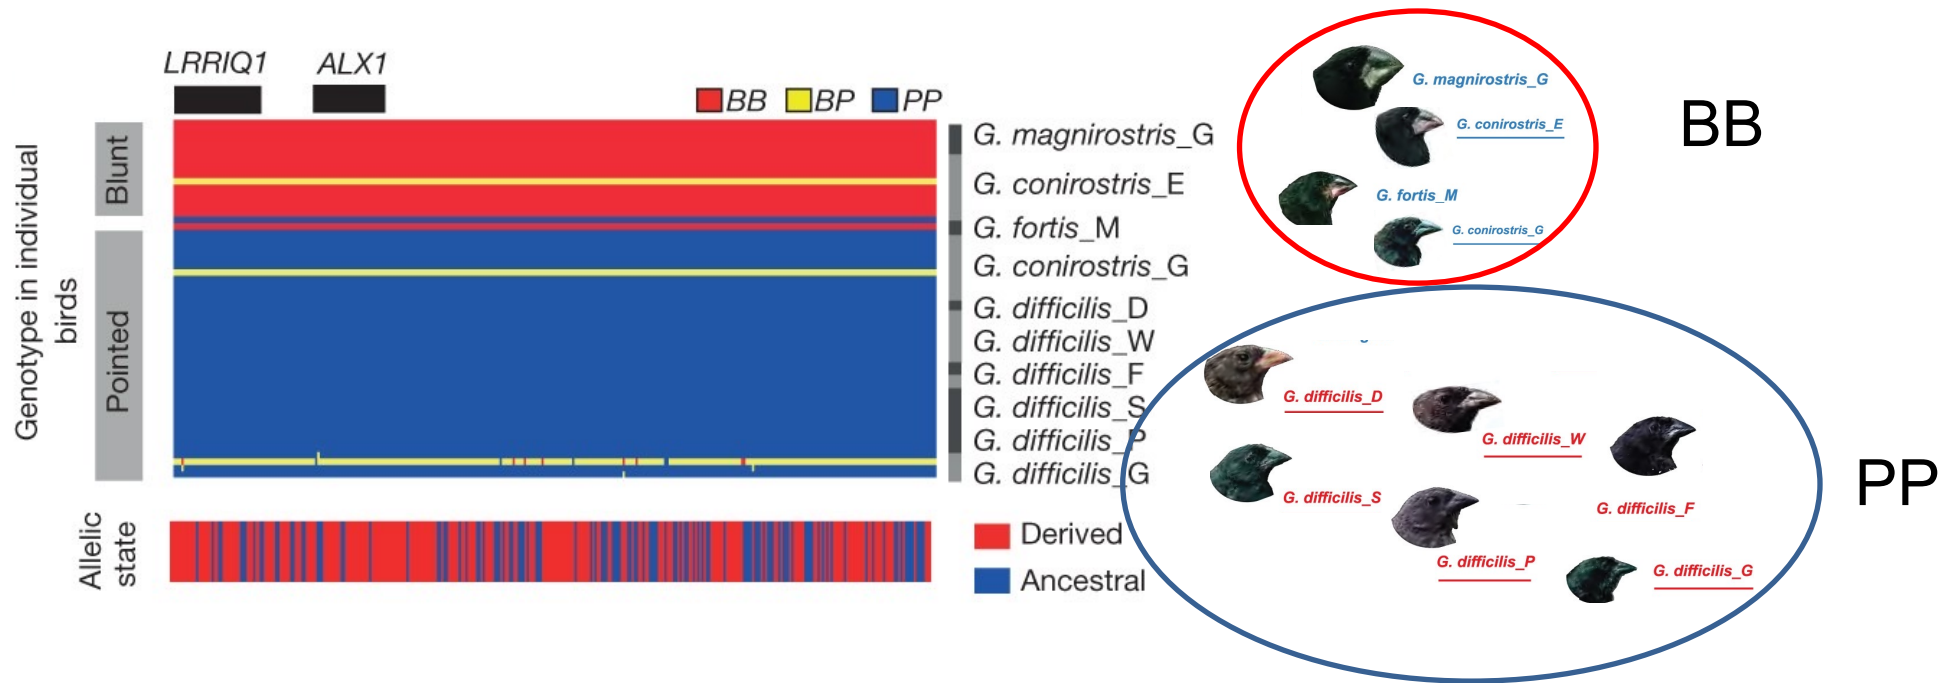 LRRIQ1 ALX1
BB BP PP
Genotype in individual
birds
Blunt
Pointed
G. magnirostris_G
G. conirostris_E
G. fortis_M
G. conirostris_G
G. difficilis_D
G. difficilis_W
G. difficilis_F
G. difficilis_S
G. difficilis_P
G. difficilis_G
Allelic
state
Derived
Ancestral
G. magnirostris_G
G. conirostris_E
G. fortis_M
G. conirostris_G
BB
G. difficilis_D
G. difficilis_W
G. difficilis_S
G. difficilis_F
G. difficilis_P
G. difficilis_G
PP